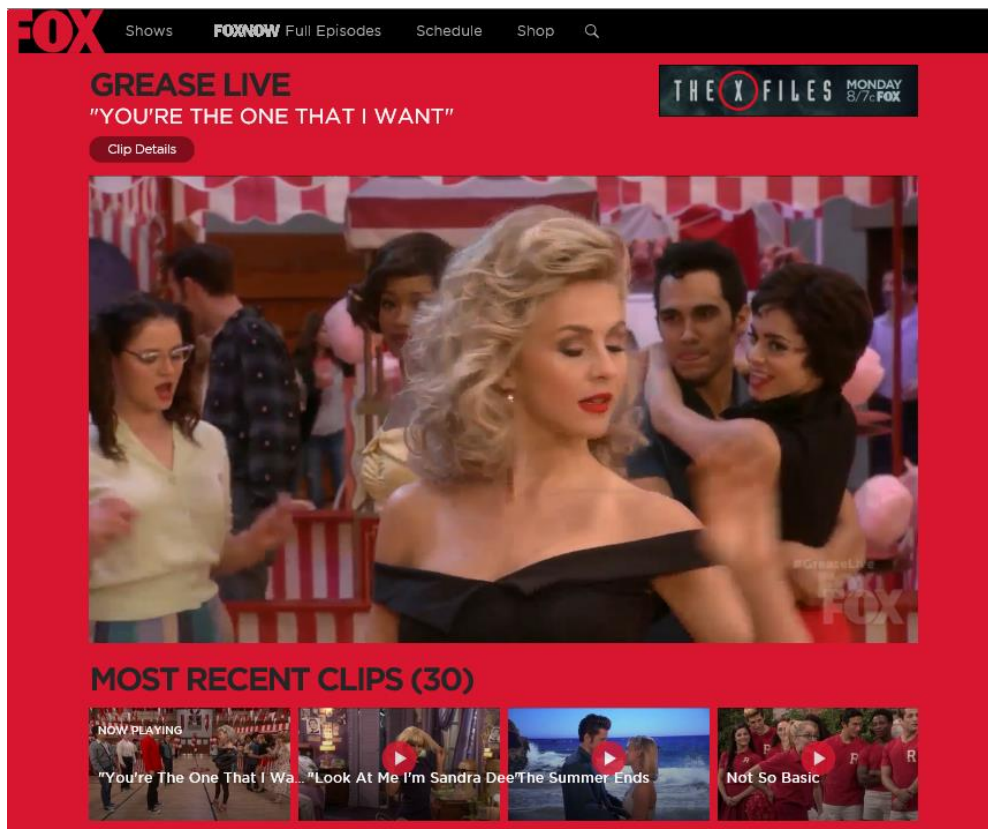 FOX
Shows FOXNOW Full Episodes Schedule Shop
GREASE LIVE
"YOU'RE THE ONE THAT I WANT"
Clip Details
THE X FILES MONDAY
8/7c FOX
#GreaseLive
FOX
MOST RECENT CLIPS (30)
NOW PLAYING
"You're The One That I Wa...
"Look At Me I'm Sandra Dee"
The Summer Ends
Not So Basic
R
R
R